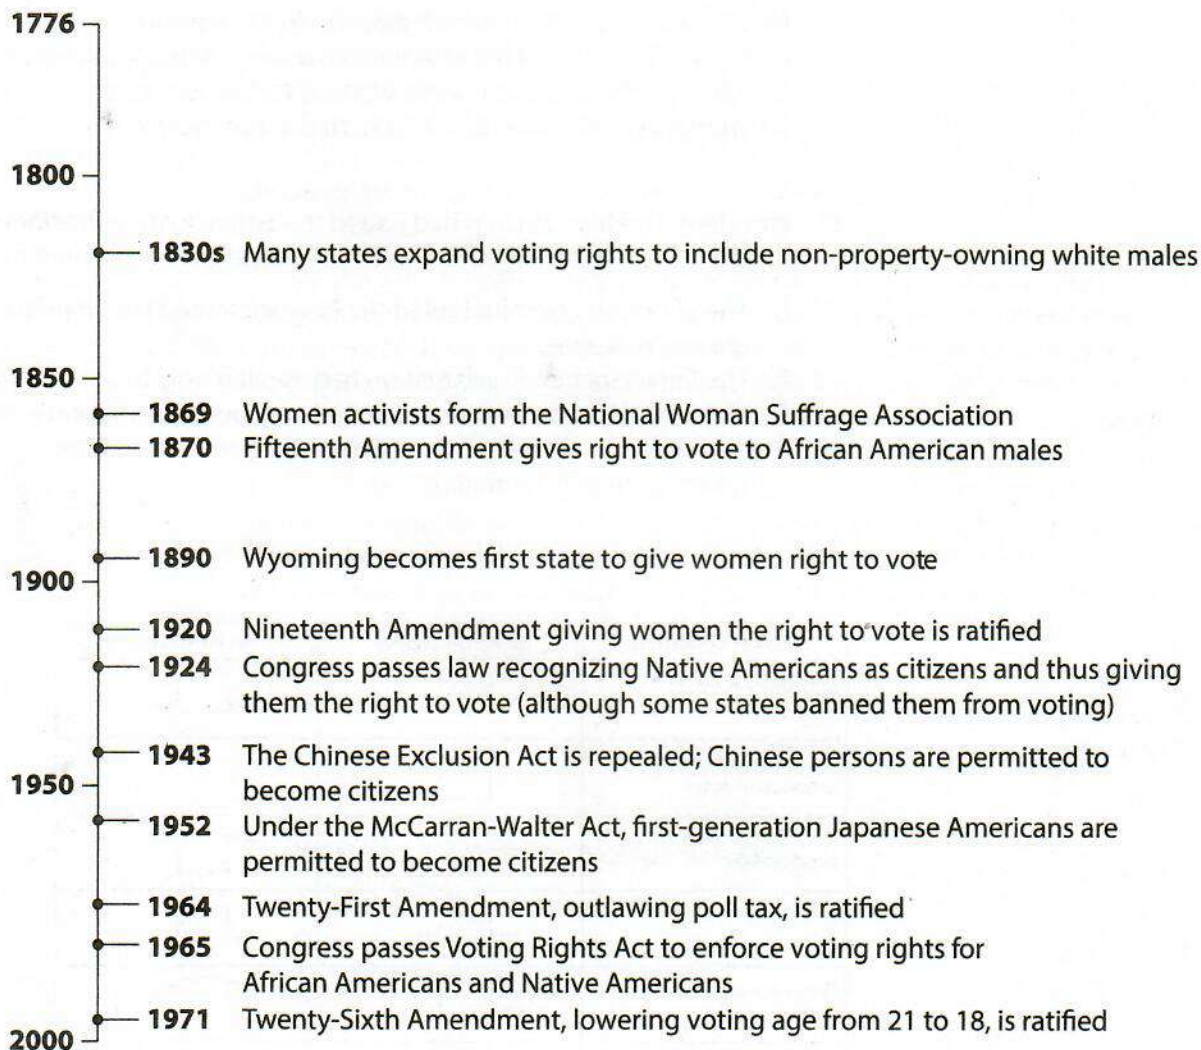 1776
1800
1830s Many states expand voting rights to include non-property-owning white males
1850
1869 Women activists form the National Woman Suffrage Association
1870 Fifteenth Amendment gives right to vote to African American males
1890 Wyoming becomes first state to give women right to vote
1900
1920 Nineteenth Amendment giving women the right to vote is ratified
1924 Congress passes law recognizing Native Americans as citizens and thus giving
them the right to vote (although some states banned them from voting)
1943 The Chinese Exclusion Act is repealed; Chinese persons are permitted to
1950
become citizens
1952 Under the McCarran-Walter Act, first-generation Japanese Americans are
permitted to become citizens
1964 Twenty-First Amendment, outlawing poll tax, is ratified
1965 Congress passes Voting Rights Act to enforce voting rights for
African Americans and Native Americans
1971 Twenty-Sixth Amendment, lowering voting age from 21 to 18, is ratified
2000